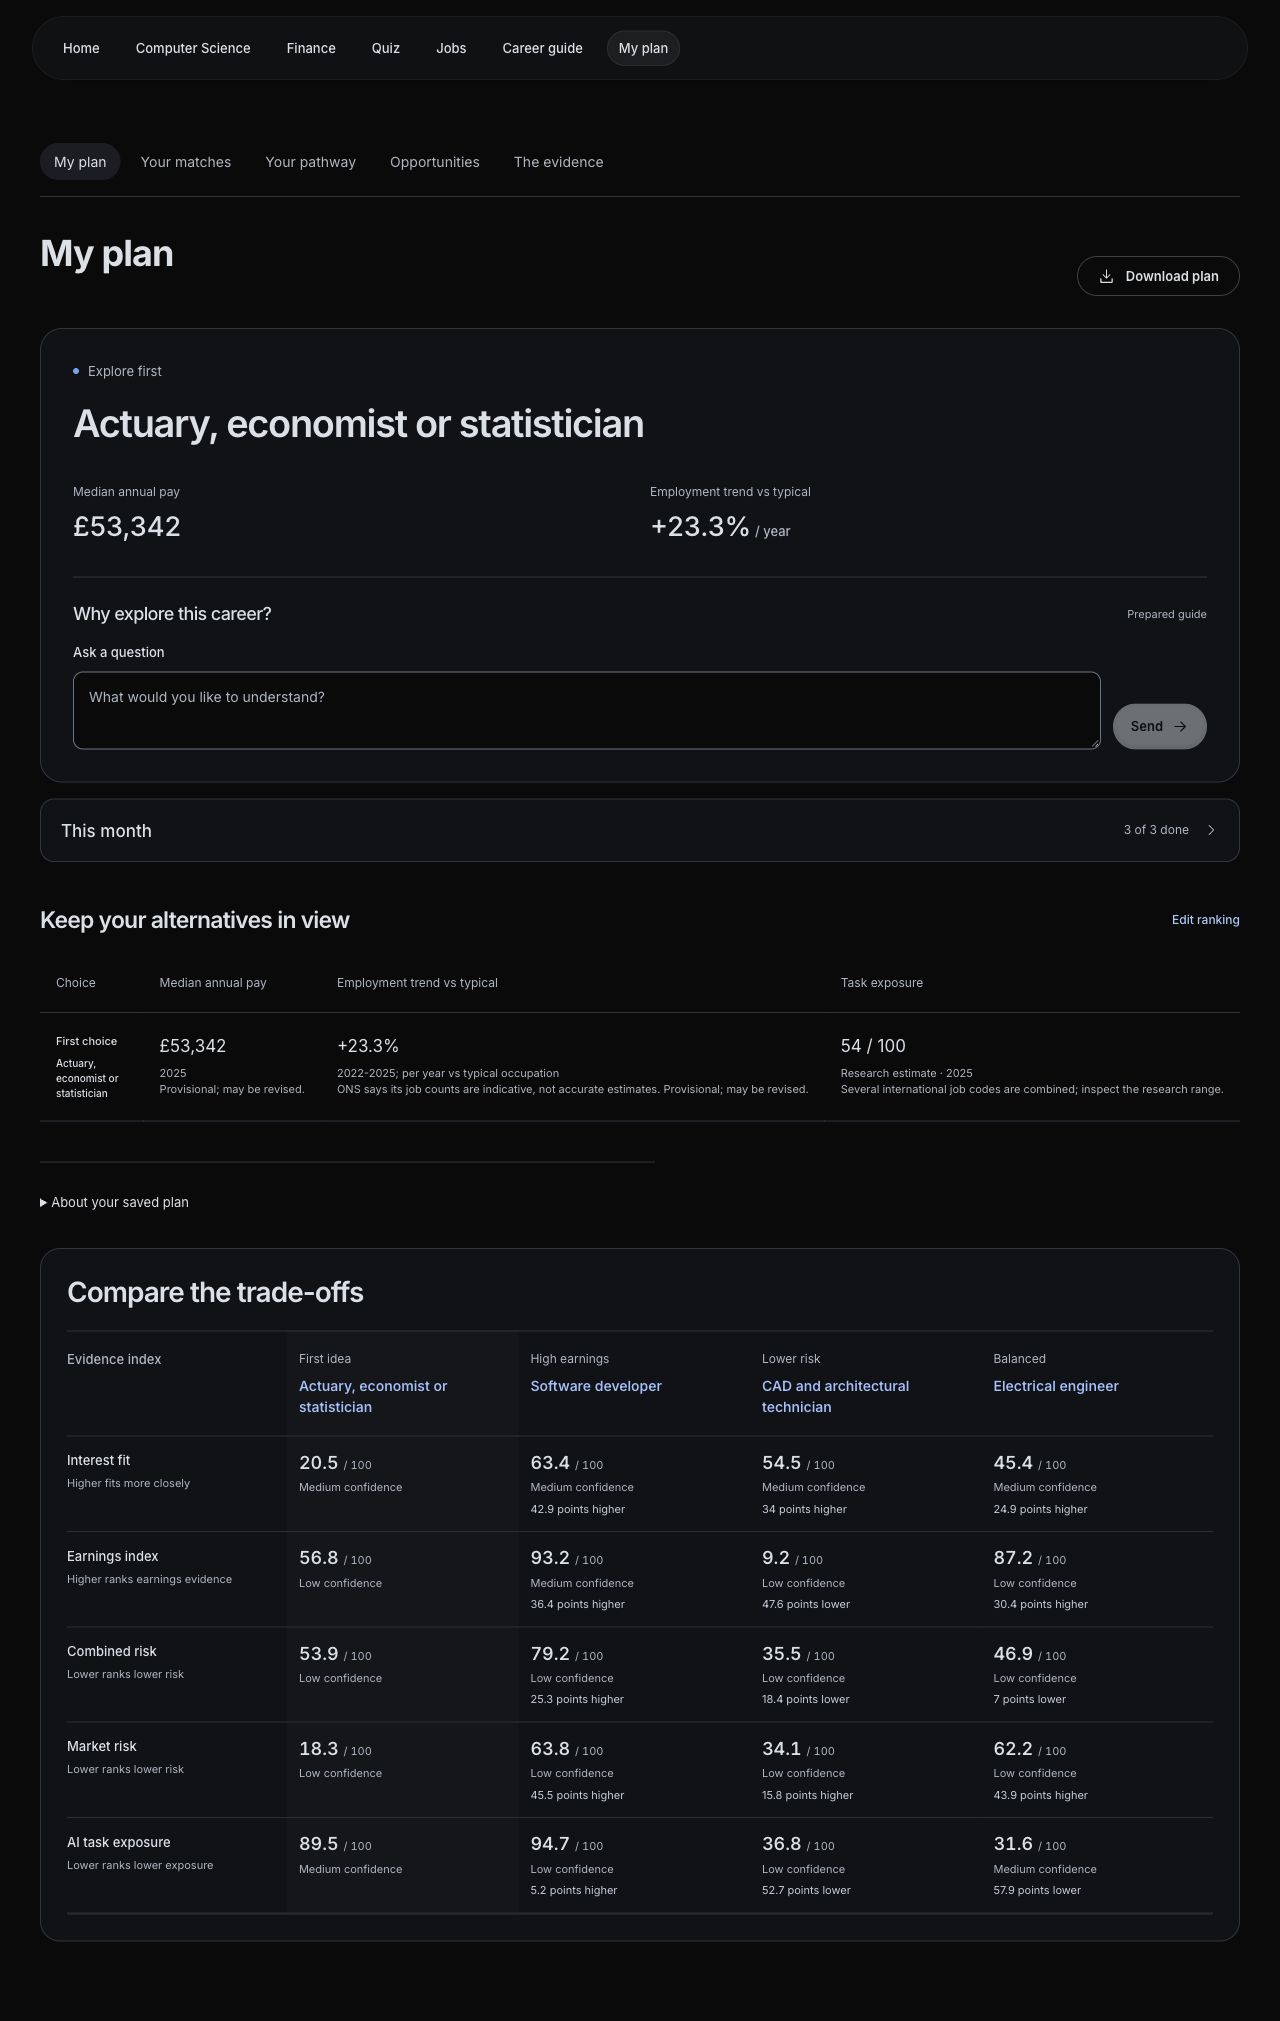 Home Computer Science Finance Quiz Jobs Career guide My plan
My plan Your matches Your pathway Opportunities The evidence
My plan
Download plan
Explore first
Actuary, economist or statistician
Median annual pay Employment trend vs typical
£53,342 +23.3% / year
Why explore this career? Prepared guide
Ask a question
What would you like to understand?
Send
This month 3 of 3 done
Keep your alternatives in view Edit ranking
Choice Median annual pay Employment trend vs typical Task exposure
First choice £53,342 +23.3% 54 / 100
Actuary, 2025 2022-2025; per year vs typical occupation Research estimate · 2025
economist or Provisional; may be revised. ONS says its job counts are indicative, not accurate estimates. Provisional; may be revised. Several international job codes are combined; inspect the research range.
statistician
About your saved plan
Compare the trade-offs
Evidence index First idea High earnings Lower risk Balanced
Actuary, economist or Software developer CAD and architectural Electrical engineer
statistician technician
Interest fit 20.5 / 100 63.4 / 100 54.5 / 100 45.4 / 100
Higher fits more closely Medium confidence Medium confidence Medium confidence Medium confidence
42.9 points higher 34 points higher 24.9 points higher
Earnings index 56.8 / 100 93.2 / 100 9.2 / 100 87.2 / 100
Higher ranks earnings evidence Low confidence Medium confidence Low confidence Low confidence
36.4 points higher 47.6 points lower 30.4 points higher
Combined risk 53.9 / 100 79.2 / 100 35.5 / 100 46.9 / 100
Lower ranks lower risk Low confidence Low confidence Low confidence Low confidence
25.3 points higher 18.4 points lower 7 points lower
Market risk 18.3 / 100 63.8 / 100 34.1 / 100 62.2 / 100
Lower ranks lower risk Low confidence Low confidence Low confidence Low confidence
45.5 points higher 15.8 points higher 43.9 points higher
AI task exposure 89.5 / 100 94.7 / 100 36.8 / 100 31.6 / 100
Lower ranks lower exposure Medium confidence Low confidence Low confidence Medium confidence
5.2 points higher 52.7 points lower 57.9 points lower